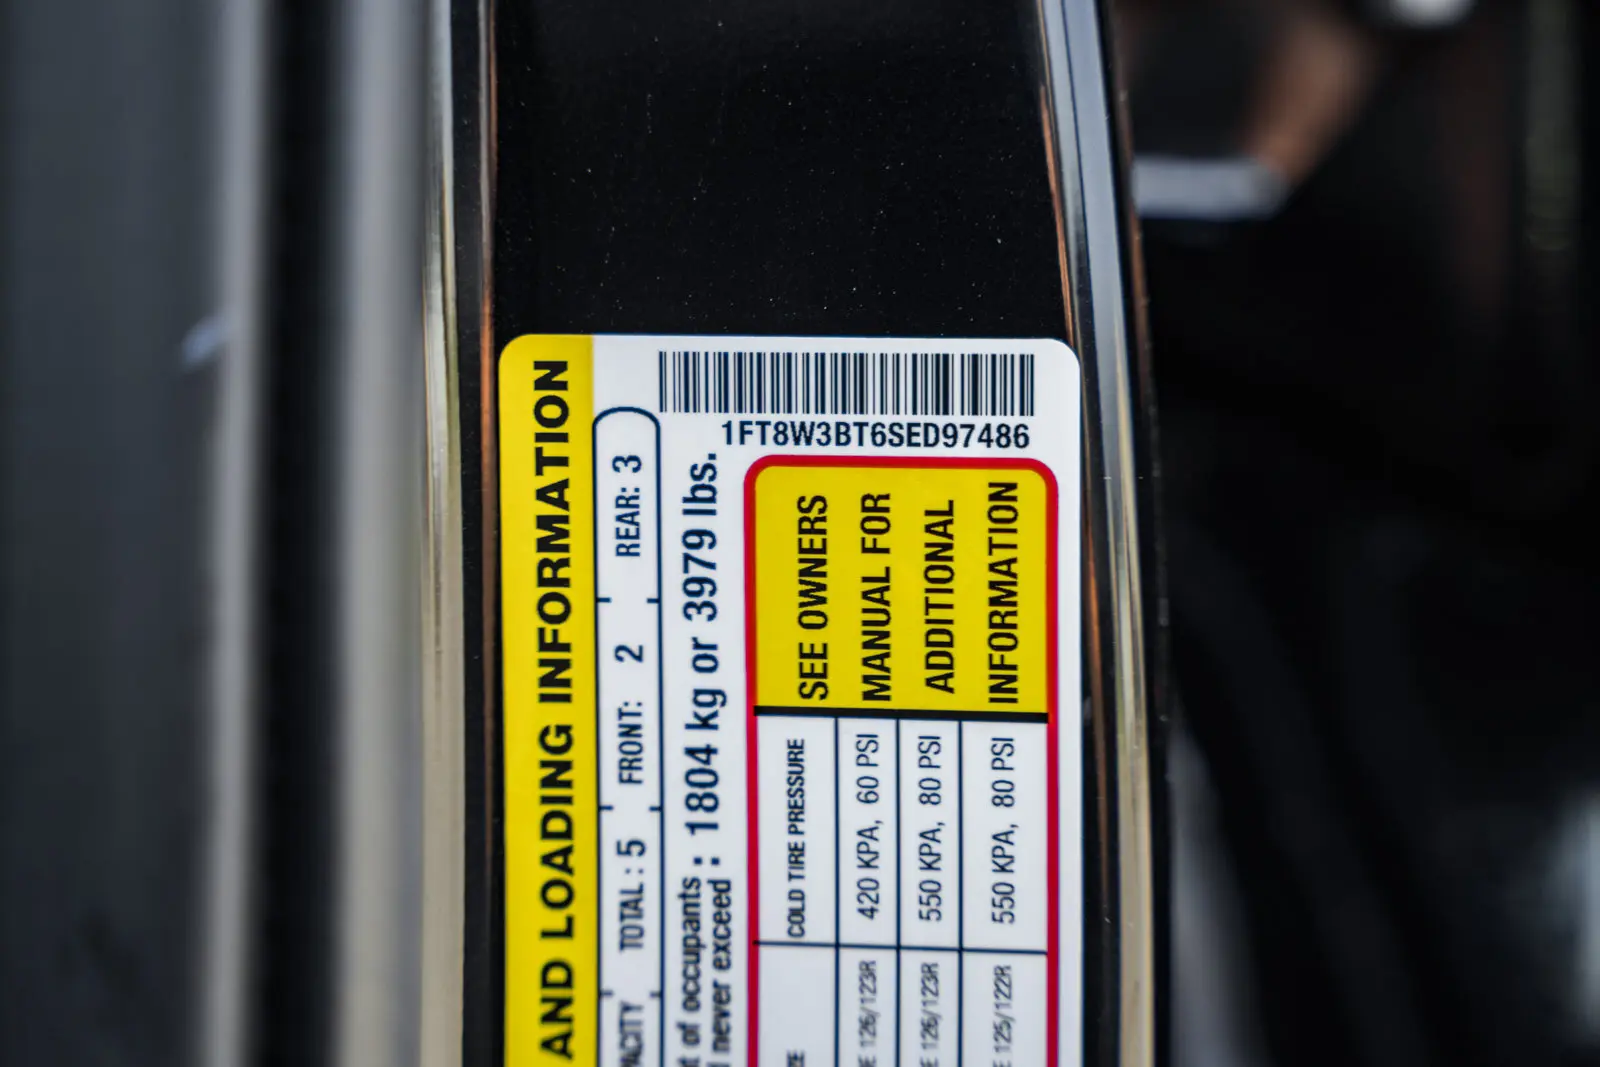 1FT8W3BT6SED97486
AND LOADING INFORMATION
TOTAL : 5 FRONT: 2 REAR: 3
of occupants : 1804 kg or 3979 lbs.
never exceed
COLD TIRE PRESSURE SEE OWNERS
126/123R 420 KPA, 60 PSI MANUAL FOR
126/123R 550 KPA, 80 PSI ADDITIONAL
125/122R 550 KPA, 80 PSI INFORMATION